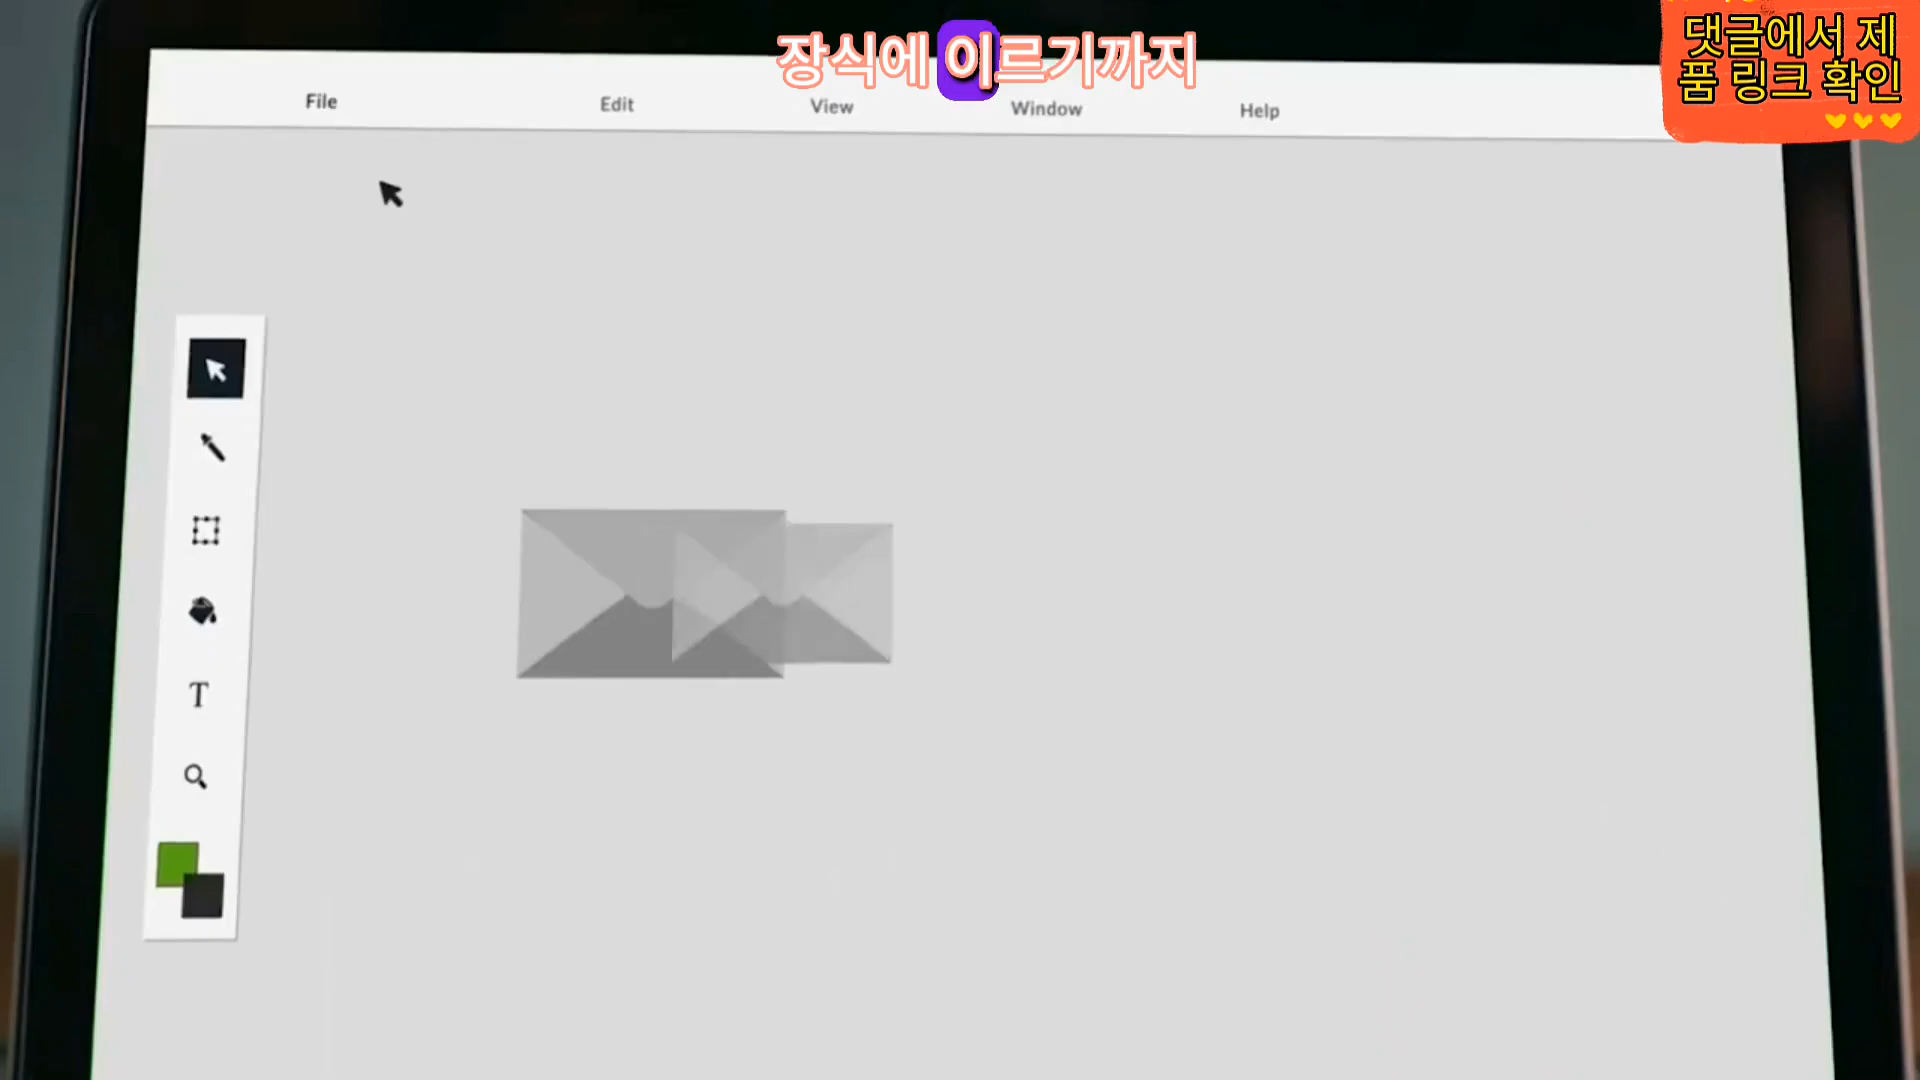 장식에 이르기까지
댓글에서 제
품 링크 확인
File
Edit
View
Window
Help
T